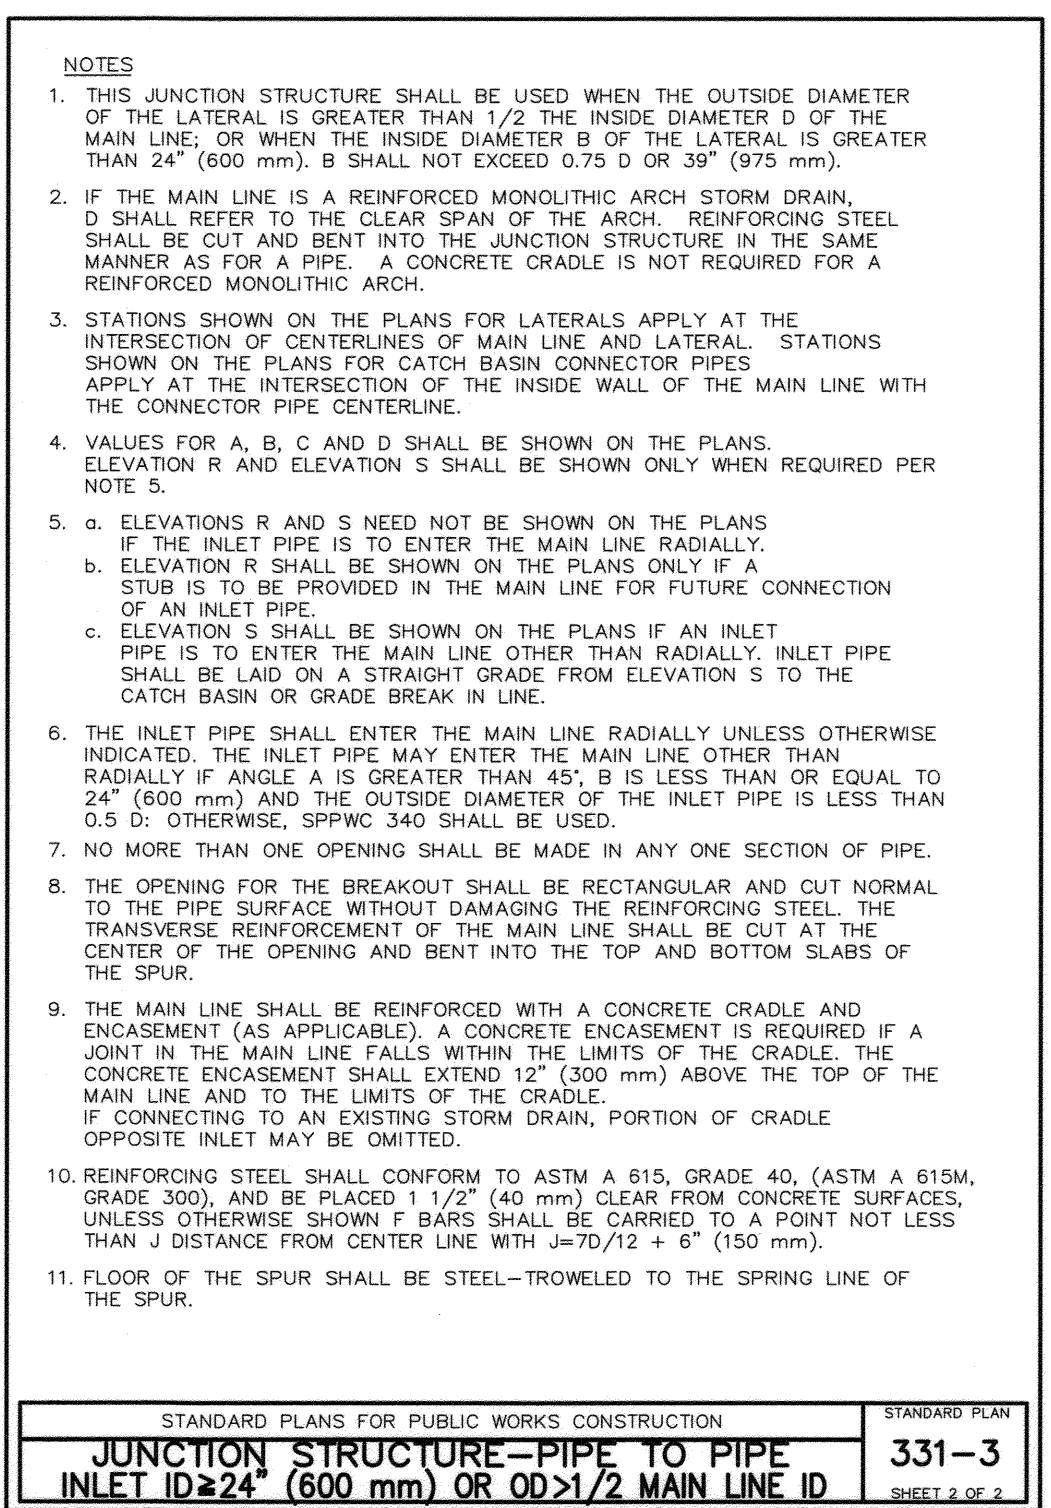 NOTES
1. THIS JUNCTION STRUCTURE SHALL BE USED WHEN THE OUTSIDE DIAMETER
OF THE LATERAL IS GREATER THAN 1/2 THE INSIDE DIAMETER D OF THE
MAIN LINE; OR WHEN THE INSIDE DIAMETER B OF THE LATERAL IS GREATER
THAN 24" (600 mm). B SHALL NOT EXCEED 0.75 D OR 39" (975 mm).
2. IF THE MAIN LINE IS A REINFORCED MONOLITHIC ARCH STORM DRAIN,
D SHALL REFER TO THE CLEAR SPAN OF THE ARCH. REINFORCING STEEL
SHALL BE CUT AND BENT INTO THE JUNCTION STRUCTURE IN THE SAME
MANNER AS FOR A PIPE. A CONCRETE CRADLE IS NOT REQUIRED FOR A
REINFORCED MONOLITHIC ARCH.
3. STATIONS SHOWN ON THE PLANS FOR LATERALS APPLY AT THE
INTERSECTION OF CENTERLINES OF MAIN LINE AND LATERAL. STATIONS
SHOWN ON THE PLANS FOR CATCH BASIN CONNECTOR PIPES
APPLY AT THE INTERSECTION OF THE INSIDE WALL OF THE MAIN LINE WITH
THE CONNECTOR PIPE CENTERLINE.
4. VALUES FOR A, B, C AND D SHALL BE SHOWN ON THE PLANS.
ELEVATION R AND ELEVATION S SHALL BE SHOWN ONLY WHEN REQUIRED PER
NOTE 5.
5. a. ELEVATIONS R AND S NEED NOT BE SHOWN ON THE PLANS
IF THE INLET PIPE IS TO ENTER THE MAIN LINE RADIALLY.
b. ELEVATION R SHALL BE SHOWN ON THE PLANS ONLY IF A
STUB IS TO BE PROVIDED IN THE MAIN LINE FOR FUTURE CONNECTION
OF AN INLET PIPE.
c. ELEVATION S SHALL BE SHOWN ON THE PLANS IF AN INLET
PIPE IS TO ENTER THE MAIN LINE OTHER THAN RADIALLY. INLET PIPE
SHALL BE LAID ON A STRAIGHT GRADE FROM ELEVATION S TO THE
CATCH BASIN OR GRADE BREAK IN LINE.
6. THE INLET PIPE SHALL ENTER THE MAIN LINE RADIALLY UNLESS OTHERWISE
INDICATED. THE INLET PIPE MAY ENTER THE MAIN LINE OTHER THAN
RADIALLY IF ANGLE A IS GREATER THAN 45°, B IS LESS THAN OR EQUAL TO
24" (600 mm) AND THE OUTSIDE DIAMETER OF THE INLET PIPE IS LESS THAN
0.5 D: OTHERWISE, SPPWC 340 SHALL BE USED.
7. NO MORE THAN ONE OPENING SHALL BE MADE IN ANY ONE SECTION OF PIPE.
8. THE OPENING FOR THE BREAKOUT SHALL BE RECTANGULAR AND CUT NORMAL
TO THE PIPE SURFACE WITHOUT DAMAGING THE REINFORCING STEEL. THE
TRANSVERSE REINFORCEMENT OF THE MAIN LINE SHALL BE CUT AT THE
CENTER OF THE OPENING AND BENT INTO THE TOP AND BOTTOM SLABS OF
THE SPUR.
9. THE MAIN LINE SHALL BE REINFORCED WITH A CONCRETE CRADLE AND
ENCASEMENT (AS APPLICABLE). A CONCRETE ENCASEMENT IS REQUIRED IF A
JOINT IN THE MAIN LINE FALLS WITHIN THE LIMITS OF THE CRADLE. THE
CONCRETE ENCASEMENT SHALL EXTEND 12" (300 mm) ABOVE THE TOP OF THE
MAIN LINE AND TO THE LIMITS OF THE CRADLE.
IF CONNECTING TO AN EXISTING STORM DRAIN, PORTION OF CRADLE
OPPOSITE INLET MAY BE OMITTED.
10. REINFORCING STEEL SHALL CONFORM TO ASTM A 615, GRADE 40, (ASTM A 615M,
GRADE 300), AND BE PLACED 1 1/2" (40 mm) CLEAR FROM CONCRETE SURFACES,
UNLESS OTHERWISE SHOWN F BARS SHALL BE CARRIED TO A POINT NOT LESS
THAN J DISTANCE FROM CENTER LINE WITH J=7D/12 + 6" (150 mm).
11. FLOOR OF THE SPUR SHALL BE STEEL-TROWELED TO THE SPRING LINE OF
THE SPUR.
STANDARD PLANS FOR PUBLIC WORKS CONSTRUCTION
JUNCTION STRUCTURE-PIPE TO PIPE
INLET ID≥24" (600 mm) OR OD>1/2 MAIN LINE ID
STANDARD PLAN
331-3
SHEET 2 OF 2